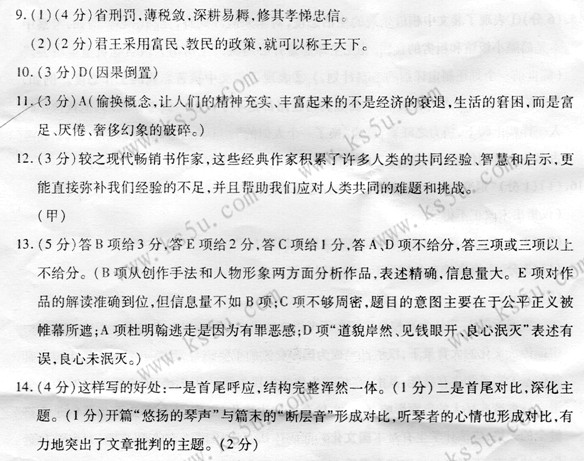 9. (1)(4分)省刑罚,薄税敛,深耕易耨,修其孝悌忠信。
(2)(2分)君王采用富民、教民的政策,就可以称王天下。
10. (3分)D(因果倒置)
11. (3分)A(偷换概念,让人们的精神充实、丰富起来的不是经济的衰退,生活的窘困,而是富
足、厌倦、奢侈幻象的破碎。)
12. (3分)较之现代畅销书作家,这些经典作家积累了许多人类的共同经验、智慧和启示,更
能直接弥补我们经验的不足,并且帮助我们应对人类共同的难题和挑战。
(甲)
13. (5分)答B项给3分,答E项给2分,答C项给1分,答A、D项不给分,答三项或三项以上
不给分。(B项从创作手法和人物形象两方面分析作品,表述精确,信息量大。E项对作
品的解读准确到位,但信息量不如B项;C项不够周密,题目的意图主要在于公平正义被
帷幕所遮;A项杜明翰逃走是因为有罪恶感;D项“道貌岸然、见钱眼开、良心泯灭”表述有
误,良心未泯灭。)
14. (4分)这样写的好处:一是首尾呼应,结构完整浑然一体。(1分)二是首尾对比,深化主
题。(1分)开篇“悠扬的琴声”与篇末的“断层音”形成对比,听琴音的心情也形成对比,有
力地突出了文章批判的主题。(2分)
www.ks5u.com
www.ks5u.com
www.ks5u.com